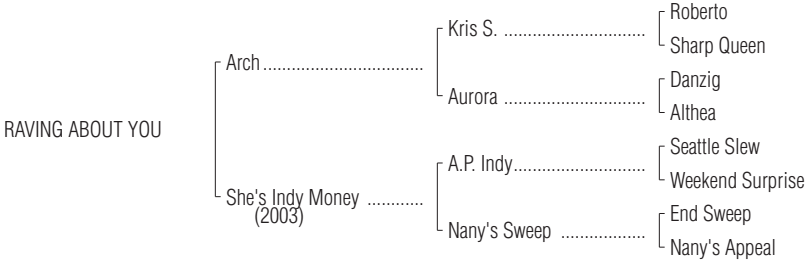 Roberto
Kris S. ..............................
Sharp Queen
Arch................................
Danzig
Aurora ..............................
Althea
RAVING ABOUT YOU
Seattle Slew
A.P. Indy............................
Weekend Surprise
She's Indy Money ............
(2003)
End Sweep
Nany's Sweep ..................
Nany's Appeal